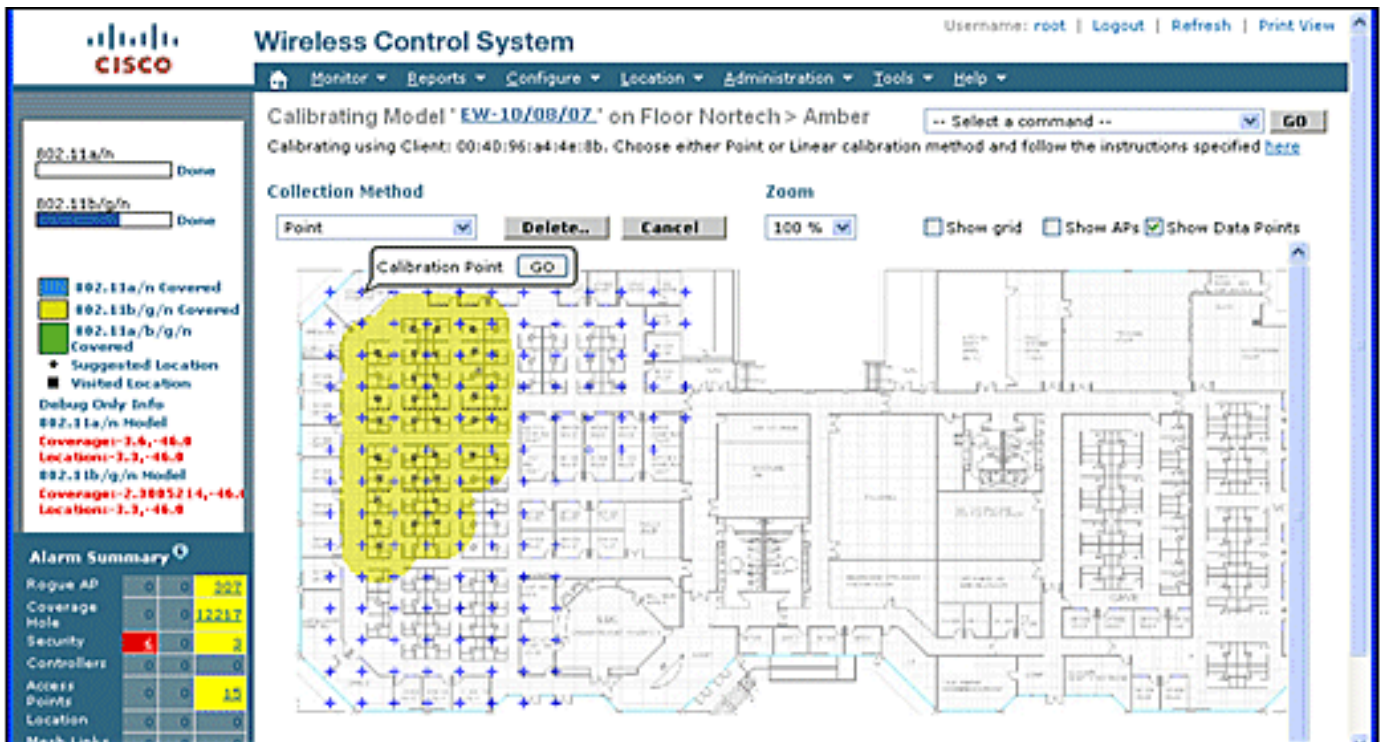 Username: root | Logout | Refresh | Print View
CISCO
Wireless Control System
Monitor Reports Configure Location Administration Tools Help
Calibrating Model ' EW-10/08/07 ' on Floor Nortech > Amber
-- Select a command -- GO
Calibrating using Client: 00:40:96:a4:4e:8b. Choose either Point or Linear calibration method and follow the instructions specified here
Collection Method
Zoom
Point Delete.. Cancel 100 % Show grid Show APs Show Data Points
Calibration Point GO
802.11a/n
Done
802.11b/g/n
Done
802.11a/n Covered
802.11b/g/n Covered
802.11a/b/g/n
Covered
Suggested Location
Visited Location
Debug Only Info
802.11a/n Model
Coverage:-3.6,-46.0
Locations-3.3,-46.0
802.11b/g/n Model
Locations-3.3,-46.0
Alarm Summary
Rogue AP 0 0 207
Coverage
Hole 0 0 12217
Security 0
Controllers 0 0 0
Access
Points 0 0 15
Location 0 0 0
Mesh Links